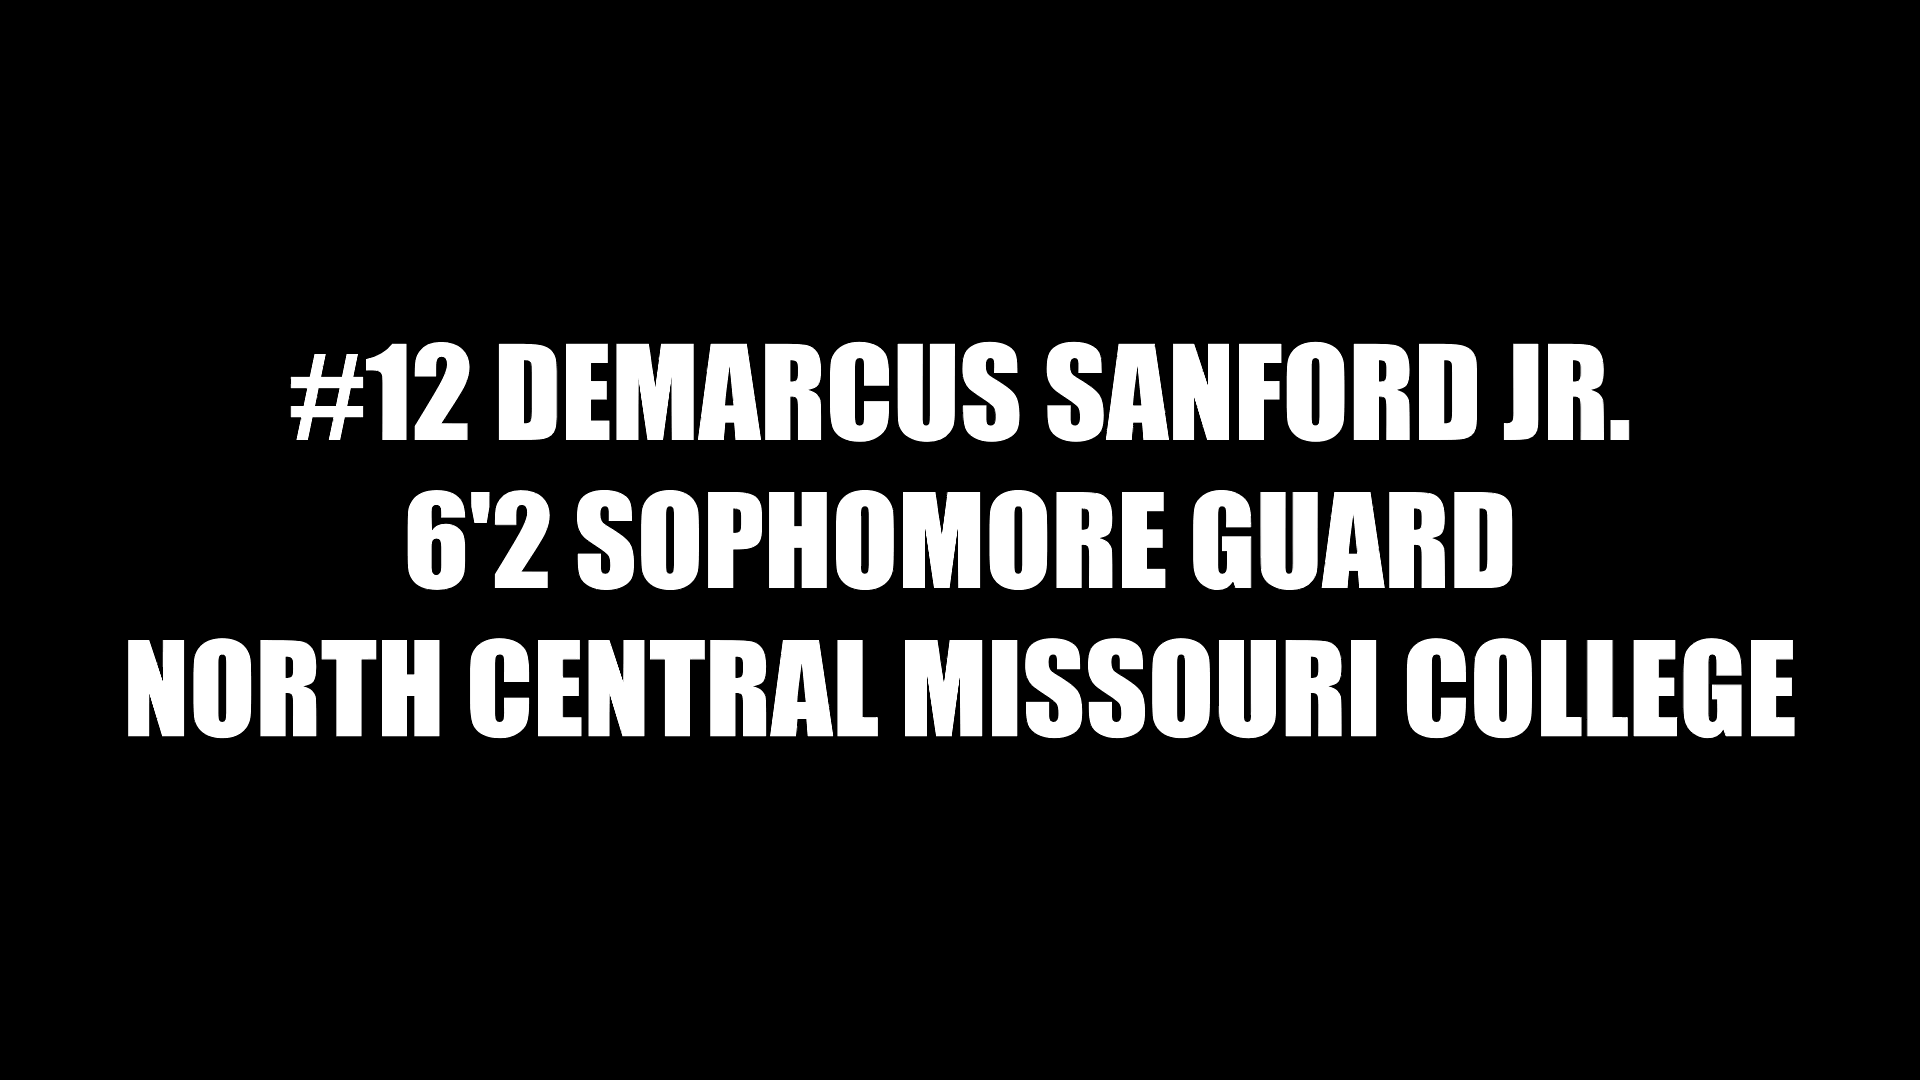 #12 DEMARCUS SANFORD JR.
6'2 SOPHOMORE GUARD
NORTH CENTRAL MISSOURI COLLEGE